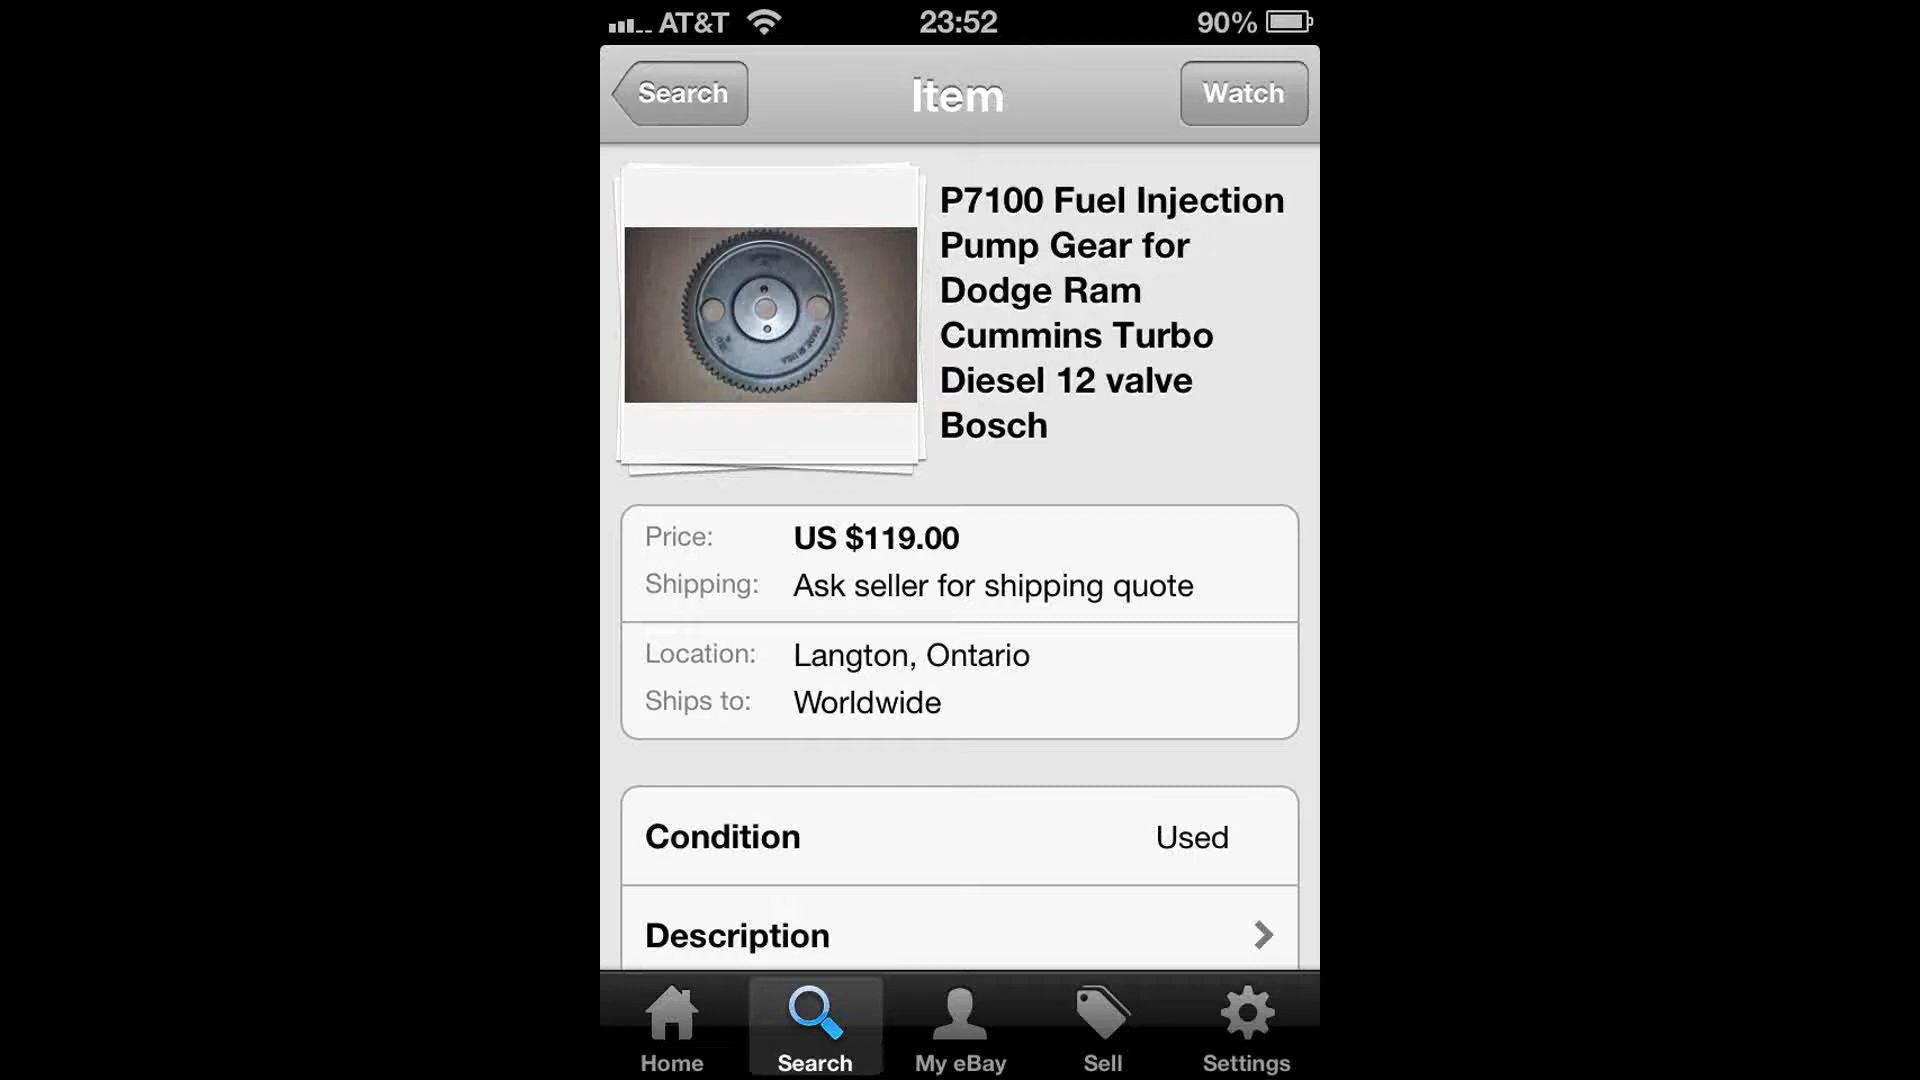 AT&T 23:52 90%
Search Item Watch
P7100 Fuel Injection
Pump Gear for
Dodge Ram
Cummins Turbo
Diesel 12 valve
Bosch
Price: US $119.00
Shipping: Ask seller for shipping quote
Location: Langton, Ontario
Ships to: Worldwide
Condition Used
Description
Home Search My eBay Sell Settings